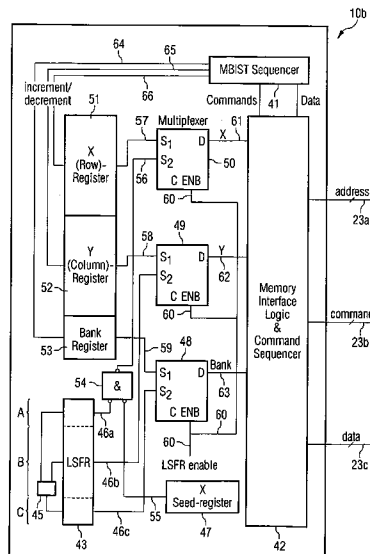 10b
64
65
MBIST Sequencer
66
Commands
41
Data
Increment/
decrement
51
X
(Row)-
Register
57
Multiplexer
X
61
S1
D
S2
50
56
C ENB
60
address
23a
Y
(Column)-
Register
52
58
49
S1
D
Y
S2
62
C ENB
60
Memory
Interface
Logic
&
Command
Sequencer
command
23b
Bank
Register
53
59
48
54
&
S1
D
Bank
S2
63
C ENB
60
60
LSFR enable
data
23c
A
46a
B
LSFR
46b
C
45
43
46c
55
X
Seed-register
47
42